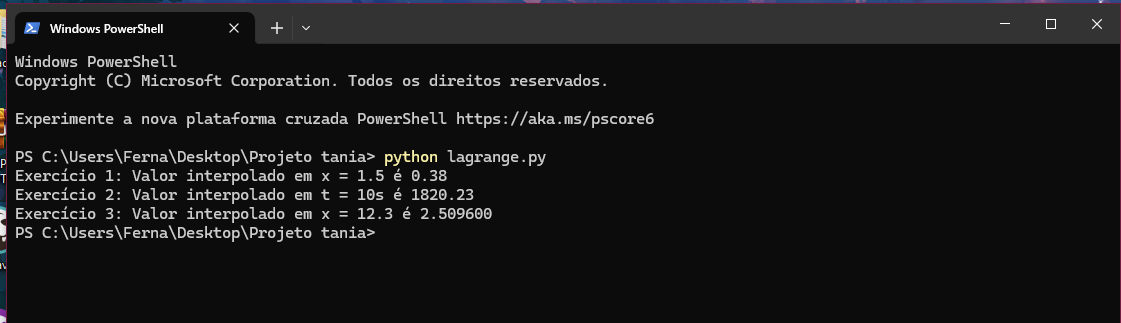 Windows PowerShell
Windows PowerShell
Copyright (C) Microsoft Corporation. Todos os direitos reservados.
Experimente a nova plataforma cruzada PowerShell https://aka.ms/pscore6
PS C:\Users\Ferna\Desktop\Projeto tania> python lagrange.py
Exercício 1: Valor interpolado em x = 1.5 é 0.38
Exercício 2: Valor interpolado em t = 10s é 1820.23
Exercício 3: Valor interpolado em x = 12.3 é 2.509600
PS C:\Users\Ferna\Desktop\Projeto tania>